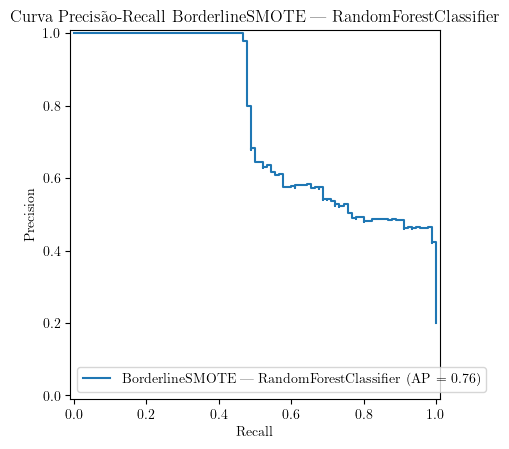 Curva Precisão-Recall BorderlineSMOTE — RandomForestClassifier
1.0
0.8
0.6
0.4
0.2
0.0
Precision
BorderlineSMOTE — RandomForestClassifier (AP = 0.76)
0.0 0.2 0.4 0.6 0.8 1.0
Recall